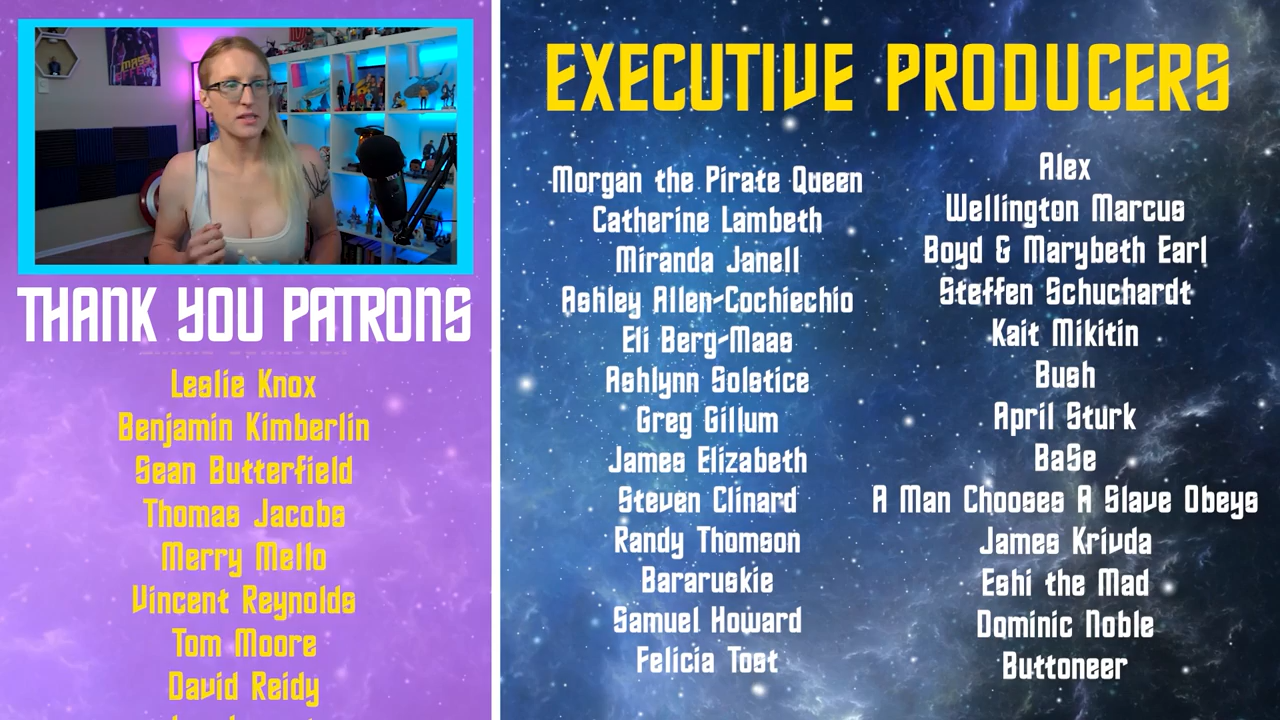 THANK YOU PATRONS
Leslie Knox
Benjamin Kimberlin
Sean Butterfield
Thomas Jacobs
Merry Mello
Vincent Reynolds
Tom Moore
David Reidy
EXECUTIVE PRODUCERS
Morgan the Pirate Queen
Catherine Lambeth
Miranda Janell
Ashley Allen-Cochiechio
Eli Berg-Maas
Ashlynn Solstice
Greg Gillum
James Elizabeth
Steven Clinard
Randy Thomson
Bararuskie
Samuel Howard
Felicia Tost
Alex
Wellington Marcus
Boyd & Marybeth Earl
Steffen Schuchardt
Kait Mikitin
Bush
April Sturk
BaSe
A Man Chooses A Slave Obeys
James Krivda
Eshi the Mad
Dominic Noble
Buttoneer